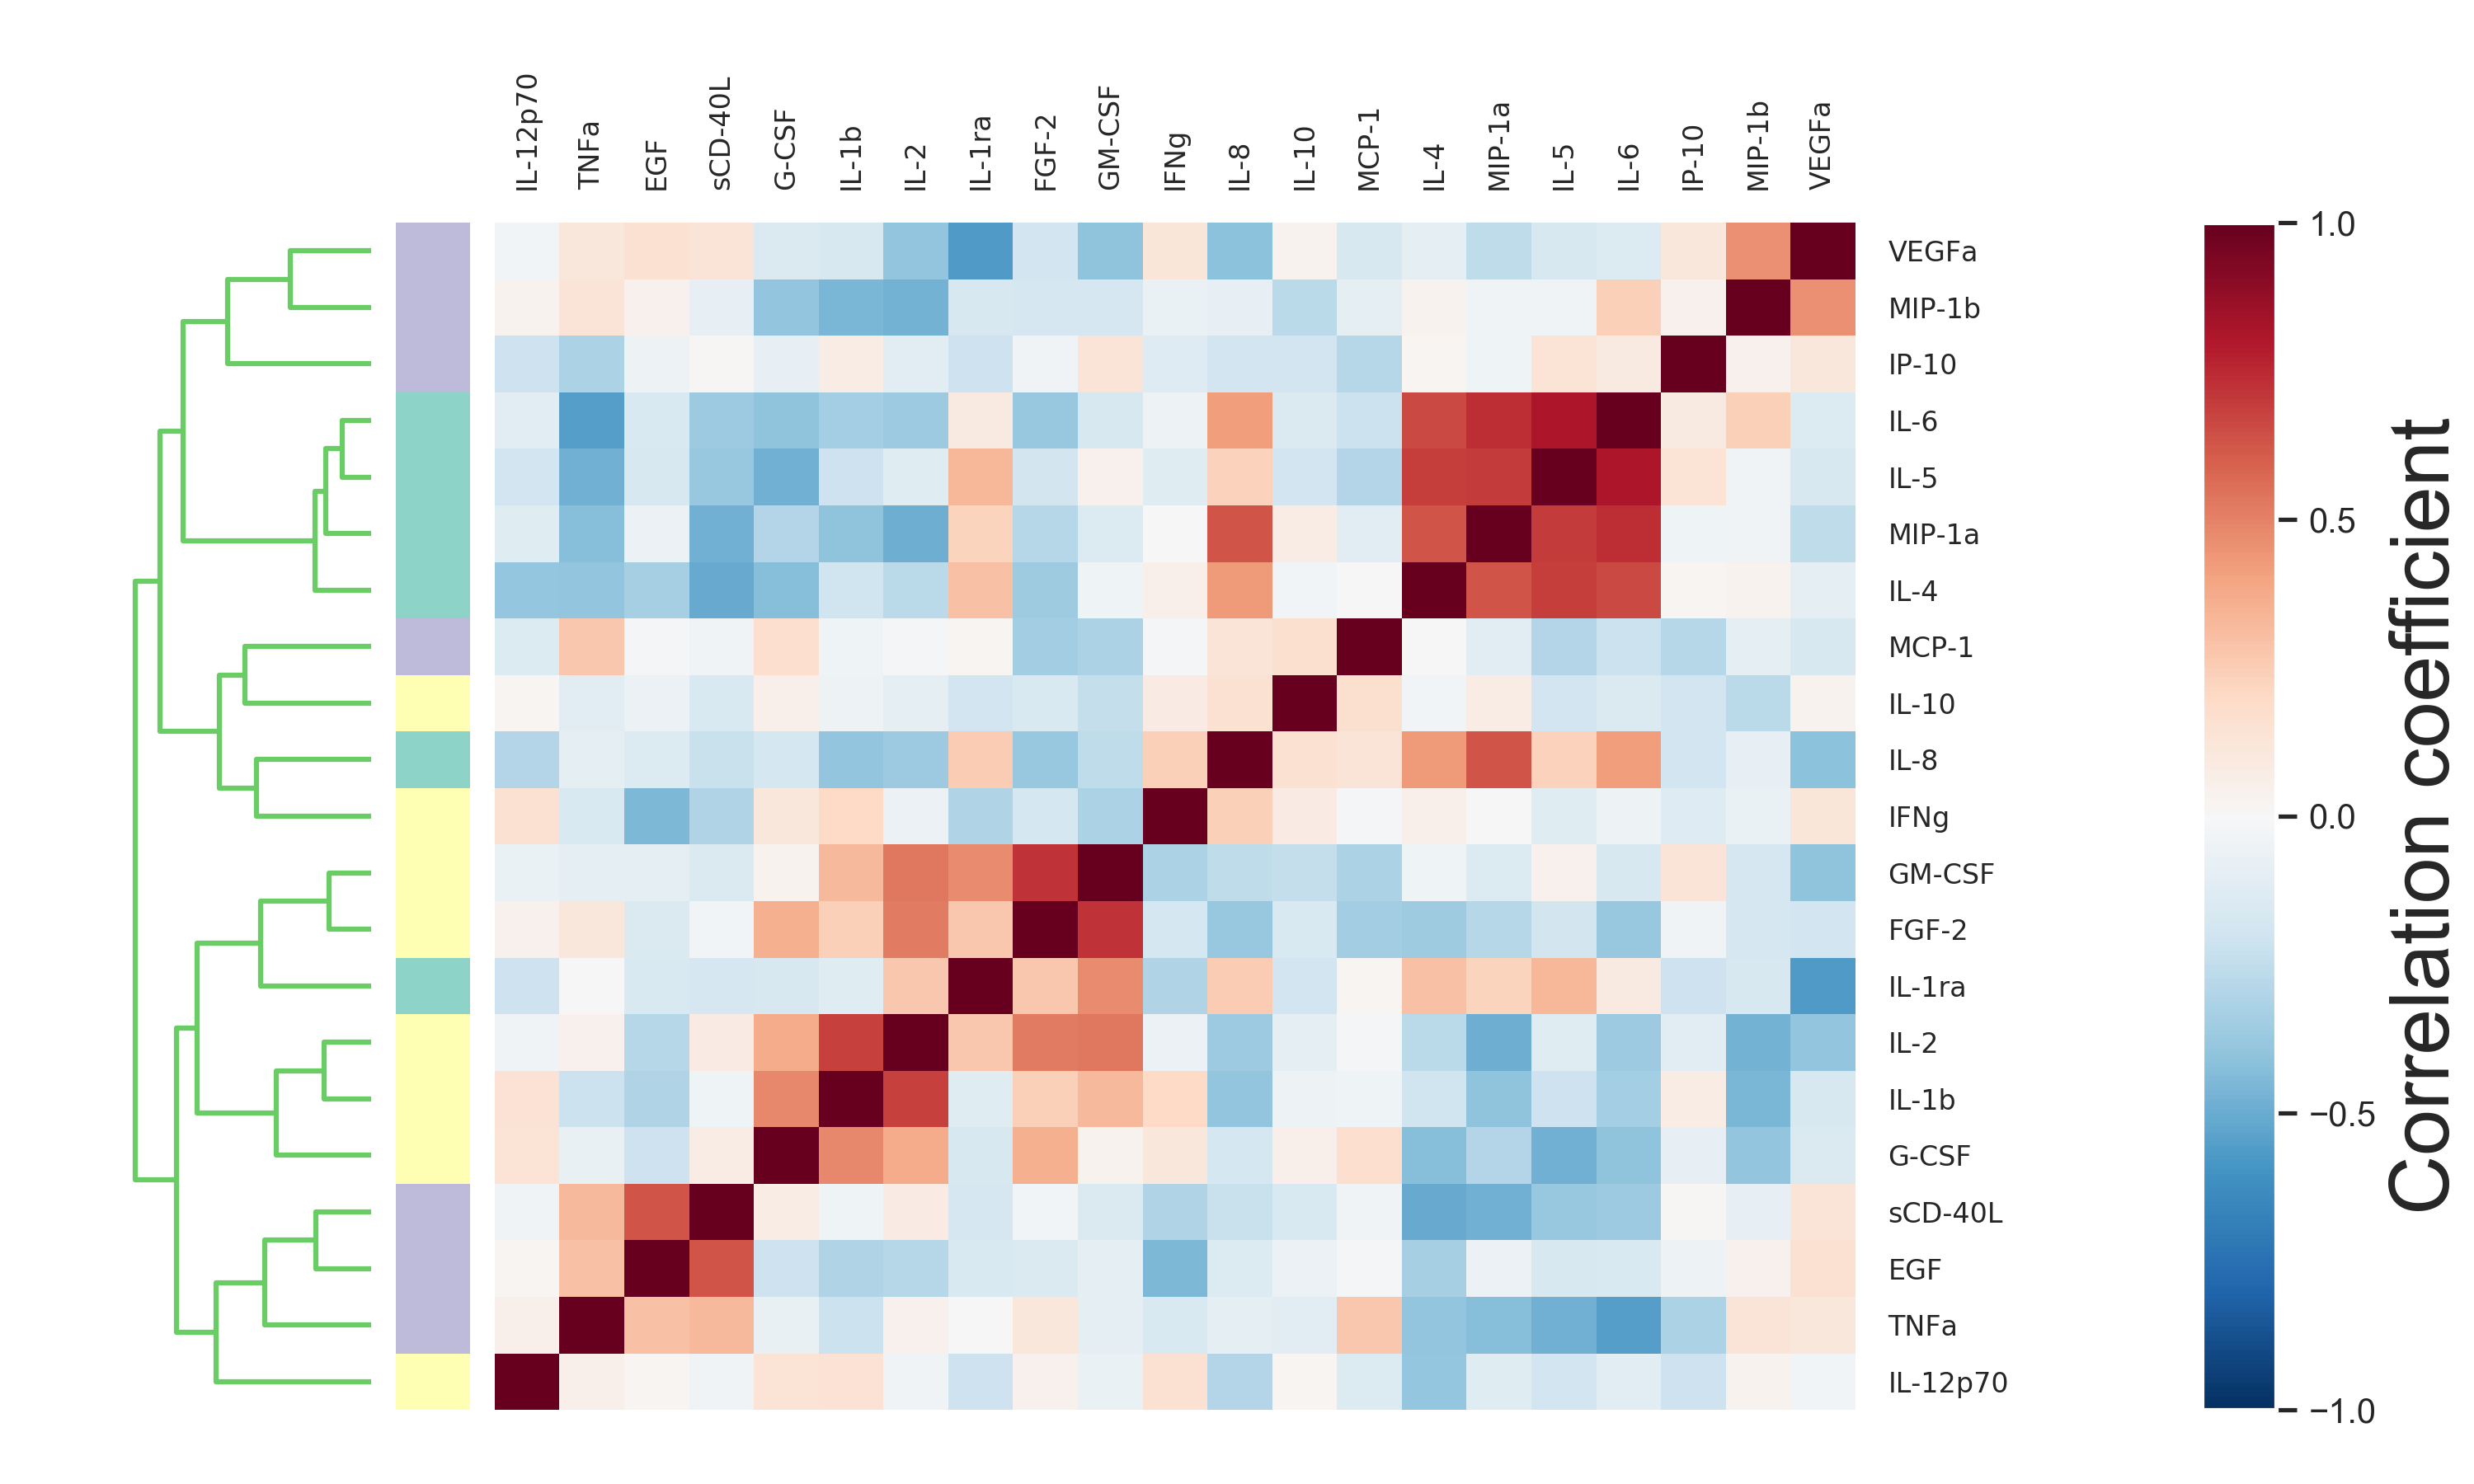 IL-12p70
TNFa
EGF
sCD-40L
G-CSF
IL-1b
IL-2
IL-1ra
FGF-2
GM-CSF
IFNg
IL-8
IL-10
MCP-1
IL-4
MIP-1a
IL-5
IL-6
IP-10
MIP-1b
VEGFa
VEGFa
MIP-1b
IP-10
IL-6
IL-5
MIP-1a
IL-4
MCP-1
IL-10
IL-8
IFNg
GM-CSF
FGF-2
IL-1ra
IL-2
IL-1b
G-CSF
sCD-40L
EGF
TNFa
IL-12p70
1.0
0.5
0.0
−0.5
−1.0
Correlation coefficient